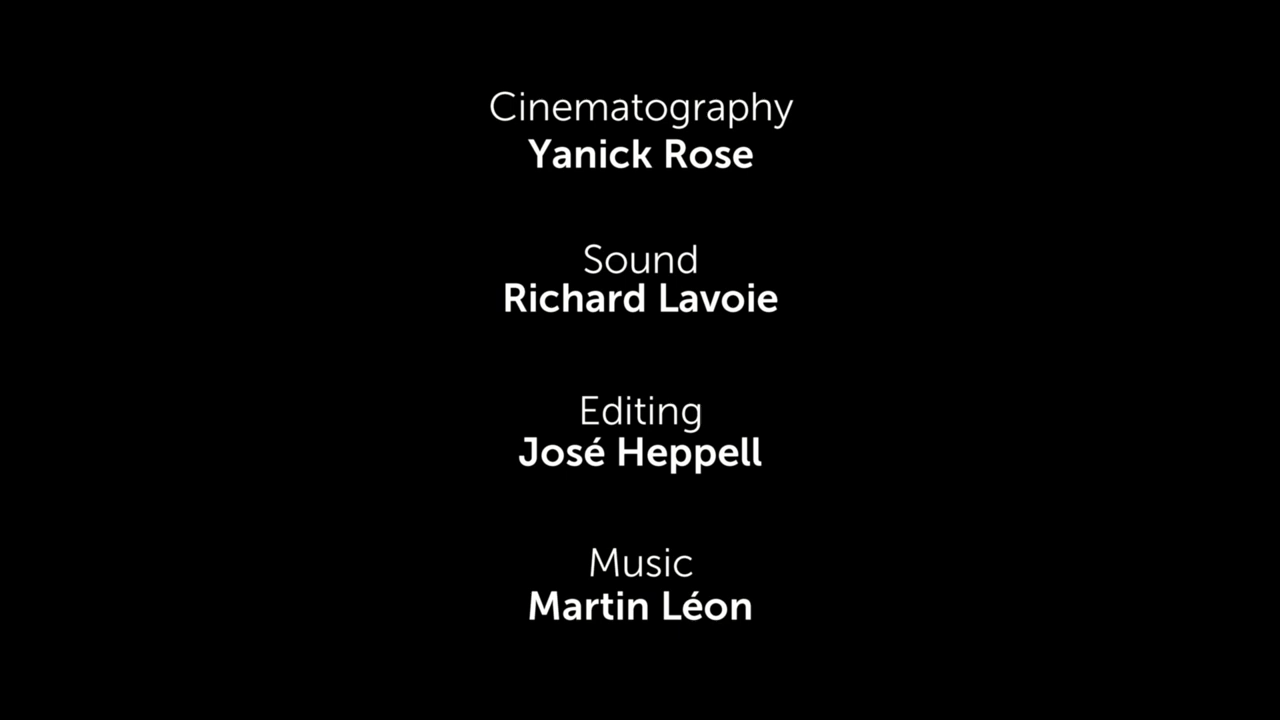 Cinematography
Yanick Rose
Sound
Richard Lavoie
Editing
José Heppell
Music
Martin Léon